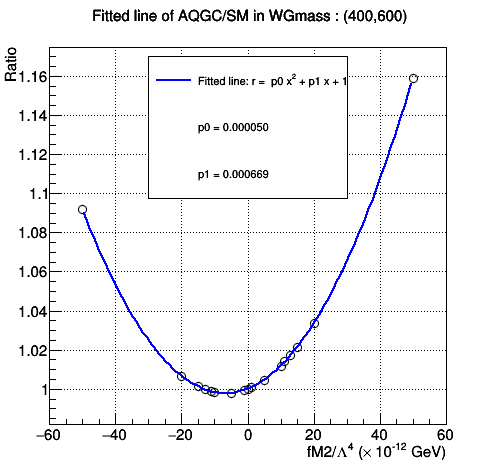 Fitted line of AQGC/SM in WGmass : (400,600)
Ratio
Fitted line: r = p0 x² + p1 x + 1
p0 = 0.000050
p1 = 0.000669
1.16
1.14
1.12
1.1
1.08
1.06
1.04
1.02
1
−60 −40 −20 0 20 40 60
fM2/Λ⁴ (× 10⁻¹² GeV)